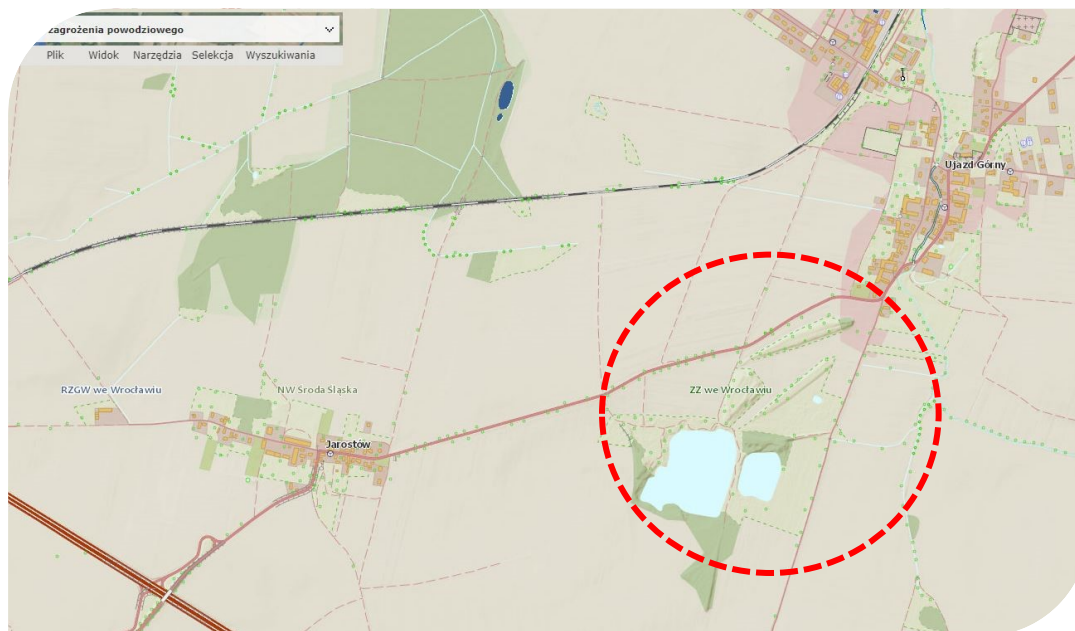 zagrożenia powodziowego
Plik Widok Narzędzia Selekcja Wyszukiwania
Ujazd Górny
RZGW we Wrocławiu
NW Środa Śląska
ZZ we Wrocławiu
Jarostów